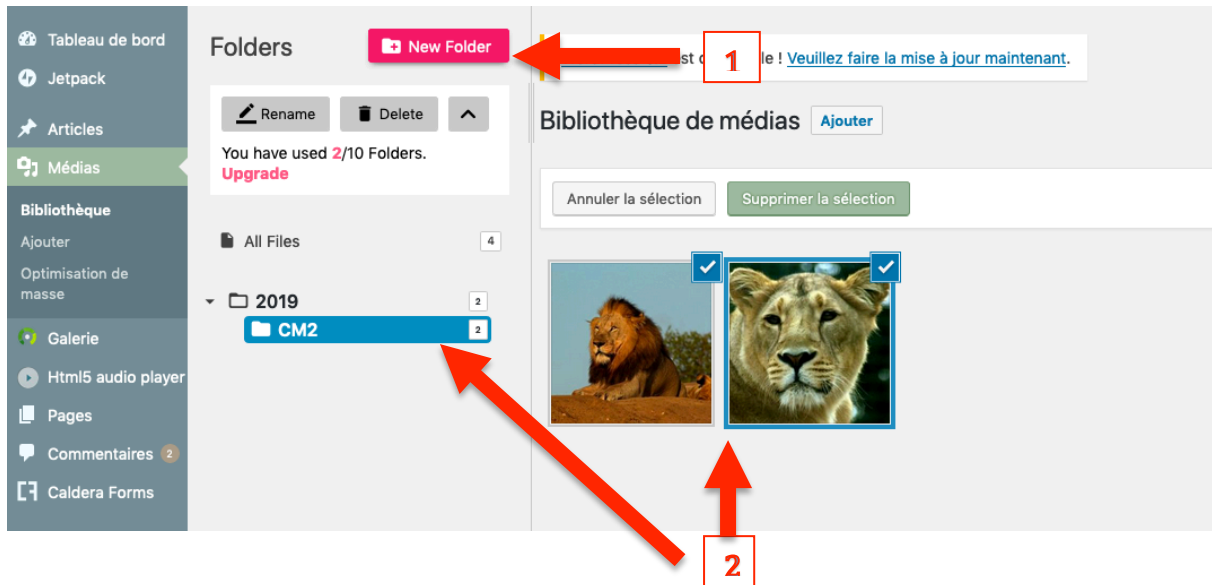 Tableau de bord
Jetpack
Articles
Médias
Bibliothèque
Ajouter
Optimisation de
masse
Galerie
Html5 audio player
Pages
Commentaires 2
Caldera Forms
Folders
New Folder
Rename
Delete
You have used 2/10 Folders.
Upgrade
All Files 4
2019 2
CM2 2
1
le ! Veuillez faire la mise à jour maintenant.
Bibliothèque de médias Ajouter
Annuler la sélection Supprimer la sélection
2